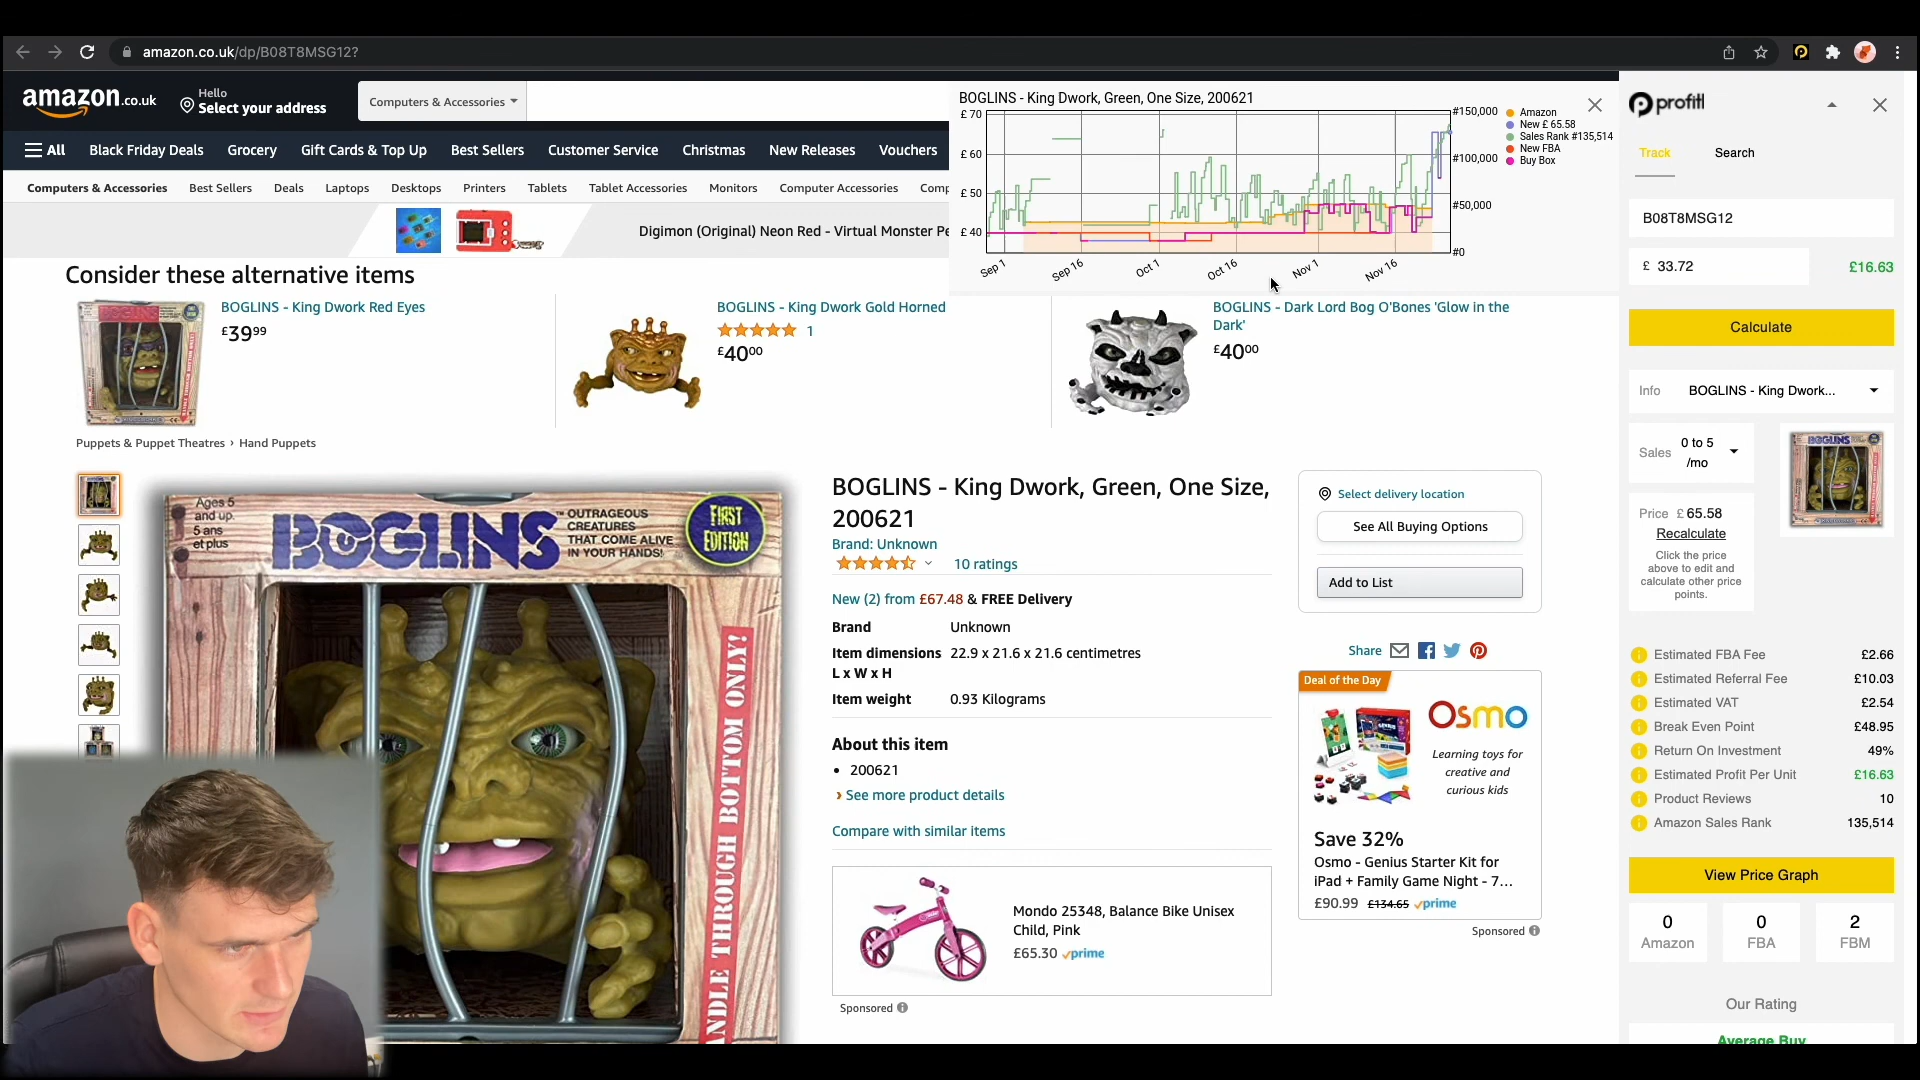 amazon.co.uk/dp/B08T8MSG12?
amazon.co.uk
Hello
Select your address
Computers & Accessories
All
Black Friday Deals
Grocery
Gift Cards & Top Up
Best Sellers
Customer Service
Christmas
New Releases
Vouchers
Computers & Accessories
Best Sellers
Deals
Laptops
Desktops
Printers
Tablets
Tablet Accessories
Monitors
Computer Accessories
Comp
Digimon (Original) Neon Red - Virtual Monster Pe
BOGLINS - King Dwork, Green, One Size, 200621
£ 70
£ 60
£ 50
£ 40
#150,000
#100,000
#50,000
#0
Sep 1
Sep 16
Oct 1
Oct 16
Nov 1
Nov 16
Amazon
New £ 65.58
Sales Rank #135,514
New FBA
Buy Box
Consider these alternative items
BOGLINS - King Dwork Red Eyes
£39.99
BOGLINS - King Dwork Gold Horned
1
£40.00
BOGLINS - Dark Lord Bog O'Bones 'Glow in the
Dark'
£40.00
Puppets & Puppet Theatres › Hand Puppets
Ages 5
and up.
5 ans
et plus
BOGLINS™
OUTRAGEOUS
CREATURES
THAT COME ALIVE
IN YOUR HANDS!
FIRST
EDITION
NDLE THROUGH BOTTOM ONLY!
BOGLINS - King Dwork, Green, One Size,
200621
Brand: Unknown
10 ratings
New (2) from £67.48 & FREE Delivery
Brand Unknown
Item dimensions 22.9 x 21.6 x 21.6 centimetres
L x W x H
Item weight 0.93 Kilograms
About this item
• 200621
› See more product details
Compare with similar items
Mondo 25348, Balance Bike Unisex
Child, Pink
£65.30 prime
Sponsored
Select delivery location
See All Buying Options
Add to List
Share
Deal of the Day
Osmo
Learning toys for
creative and
curious kids
Save 32%
Osmo - Genius Starter Kit for
iPad + Family Game Night - 7...
£90.99 £134.65 prime
Sponsored
profitl
Track
Search
B08T8MSG12
£ 33.72
£16.63
Calculate
Info BOGLINS - King Dwork...
Sales 0 to 5
/mo
Price £ 65.58
Recalculate
Click the price
above to edit and
calculate other price
points.
BOGLINS
Estimated FBA Fee £2.66
Estimated Referral Fee £10.03
Estimated VAT £2.54
Break Even Point £48.95
Return On Investment 49%
Estimated Profit Per Unit £16.63
Product Reviews 10
Amazon Sales Rank 135,514
View Price Graph
0
Amazon
0
FBA
2
FBM
Our Rating
Average Buy